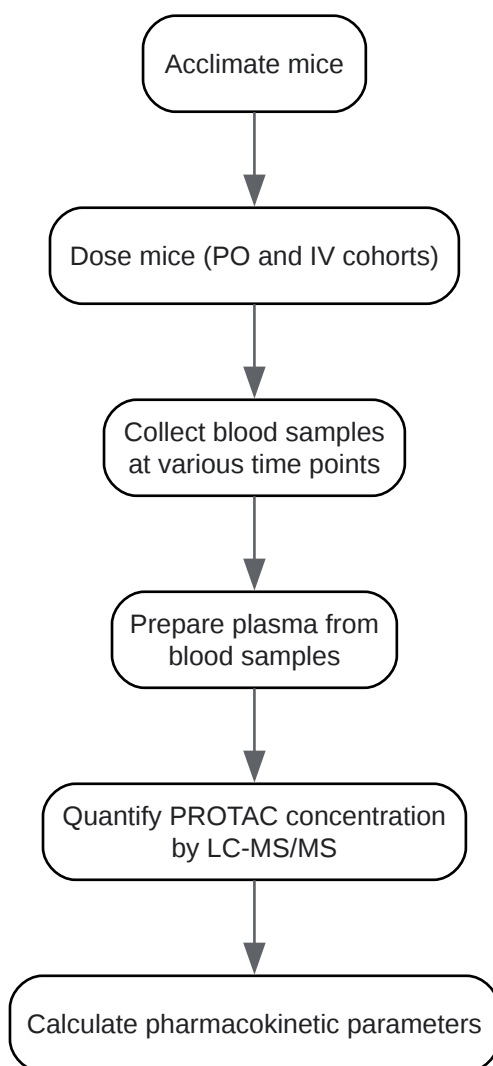 Acclimate mice
Dose mice (PO and IV cohorts)
Collect blood samples
at various time points
Prepare plasma from
blood samples
Quantify PROTAC concentration
by LC-MS/MS
Calculate pharmacokinetic parameters